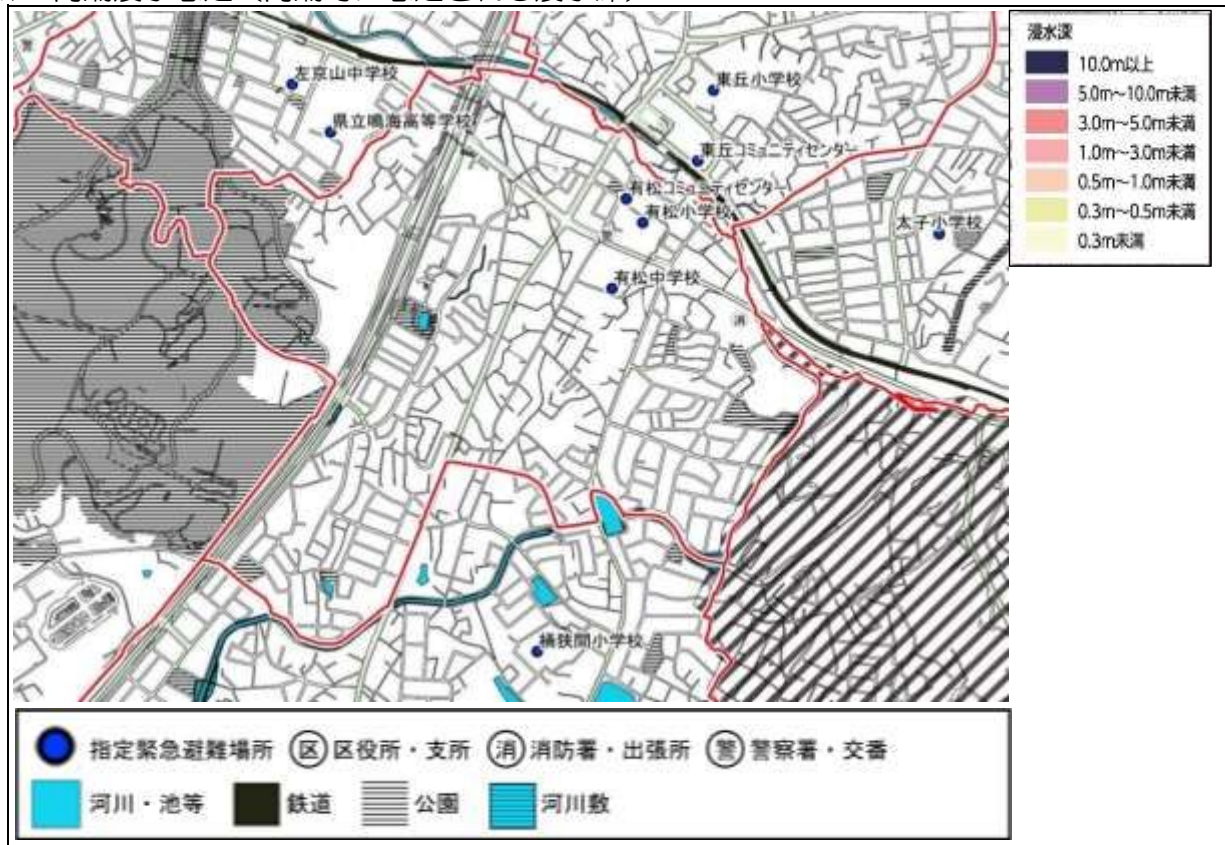 浸水深
10.0m以上
5.0m～10.0m未満
3.0m～5.0m未満
1.0m～3.0m未満
0.5m～1.0m未満
0.3m～0.5m未満
0.3m未満
左京山中学校
東丘小学校
県立鳴海高等学校
東丘コミュニティセンター
有松コミュニティセンター
有松小学校
太子小学校
有松中学校
消
桶狭間小学校
指定緊急避難場所 区 区役所・支所 消 消防署・出張所 警 警察署・交番
河川・池等 鉄道 公園 河川敷